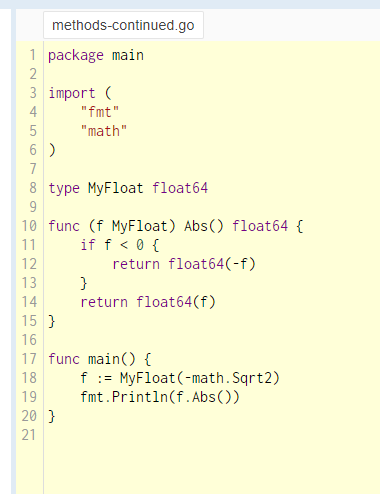 methods-continued.go
1 package main
2
3 import (
4     "fmt"
5     "math"
6 )
7
8 type MyFloat float64
9
10 func (f MyFloat) Abs() float64 {
11     if f < 0 {
12         return float64(-f)
13     }
14     return float64(f)
15 }
16
17 func main() {
18     f := MyFloat(-math.Sqrt2)
19     fmt.Println(f.Abs())
20 }
21